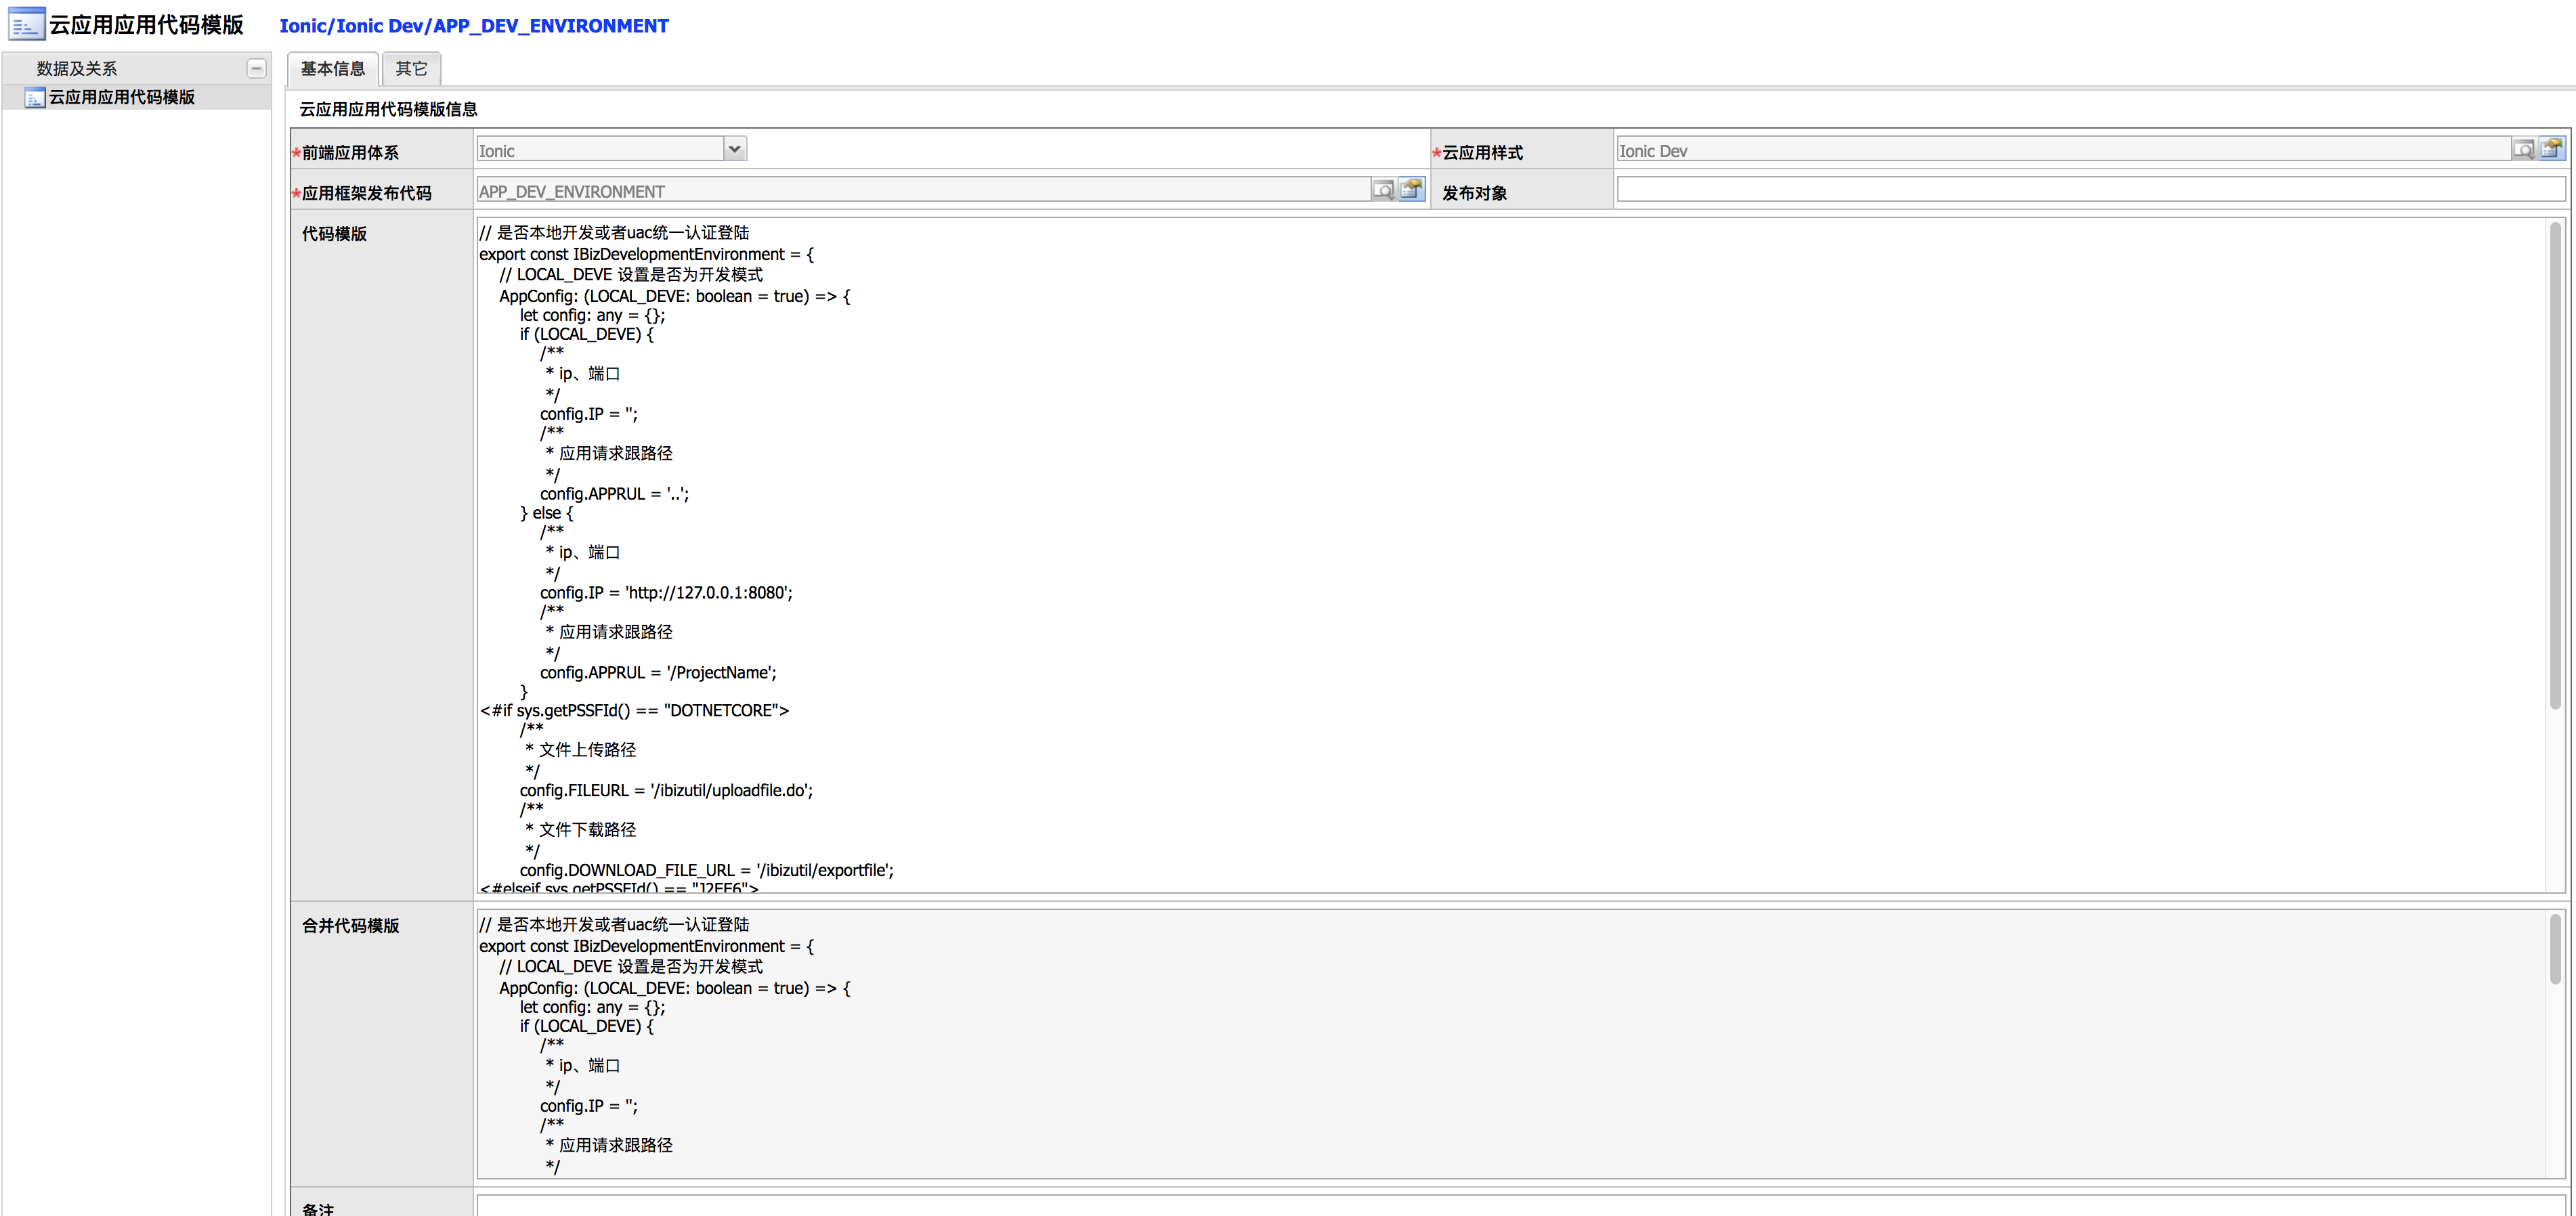 云应用应用代码模版 Ionic/Ionic Dev/APP_DEV_ENVIRONMENT
数据及关系
云应用应用代码模版
基本信息 其它
云应用应用代码模版信息
*前端应用体系 Ionic *云应用样式 Ionic Dev
*应用框架发布代码 APP_DEV_ENVIRONMENT 发布对象
代码模版
// 是否本地开发或者uac统一认证登陆
export const IBizDevelopmentEnvironment = {
// LOCAL_DEVE 设置是否为开发模式
AppConfig: (LOCAL_DEVE: boolean = true) => {
let config: any = {};
if (LOCAL_DEVE) {
/**
* ip、端口
*/
config.IP = '';
/**
* 应用请求跟路径
*/
config.APPRUL = '..';
} else {
/**
* ip、端口
*/
config.IP = 'http://127.0.0.1:8080';
/**
* 应用请求跟路径
*/
config.APPRUL = '/ProjectName';
}
<#if sys.getPSSFId() == "DOTNETCORE">
/**
* 文件上传路径
*/
config.FILEURL = '/ibizutil/uploadfile.do';
/**
* 文件下载路径
*/
config.DOWNLOAD_FILE_URL = '/ibizutil/exportfile';
<#elseif sys.getPSSFId() == "J2EE6">
合并代码模版
// 是否本地开发或者uac统一认证登陆
export const IBizDevelopmentEnvironment = {
// LOCAL_DEVE 设置是否为开发模式
AppConfig: (LOCAL_DEVE: boolean = true) => {
let config: any = {};
if (LOCAL_DEVE) {
/**
* ip、端口
*/
config.IP = '';
/**
* 应用请求跟路径
*/
备注